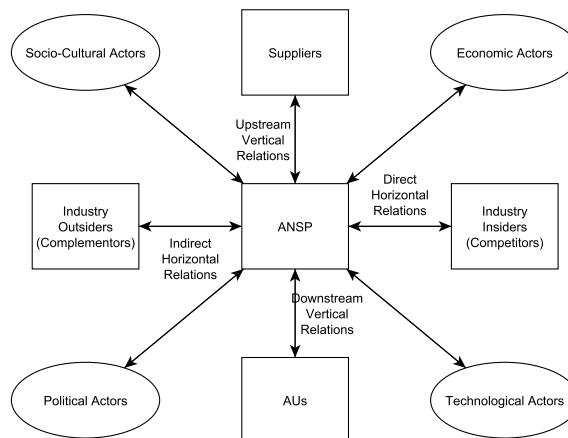 Socio-Cultural Actors
Suppliers
Economic Actors
Upstream
Vertical
Relations
Direct
Horizontal
Relations
Industry
Outsiders
(Complementors)
ANSP
Industry
Insiders
(Competitors)
Indirect
Horizontal
Relations
Downstream
Vertical
Relations
Political Actors
AUs
Technological Actors